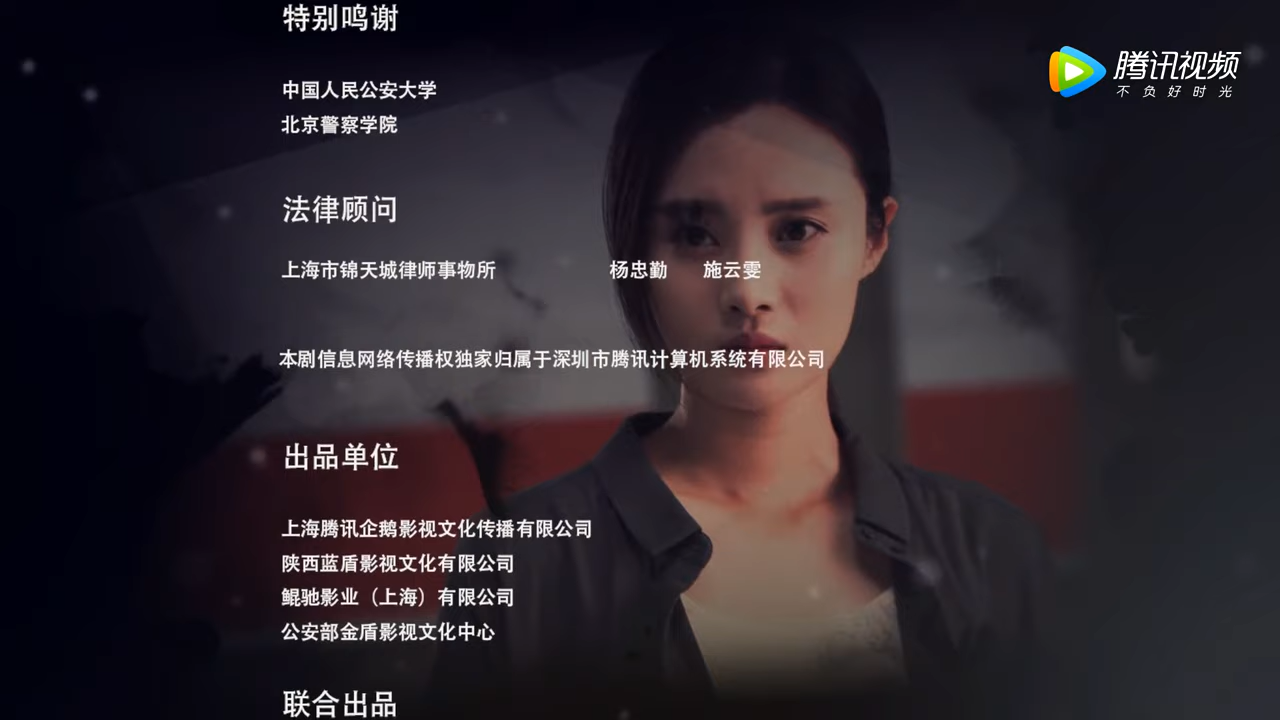 特别鸣谢
腾讯视频
不负好时光
中国人民公安大学
北京警察学院
法律顾问
上海市锦天城律师事物所 杨忠勤 施云雯
本剧信息网络传播权独家归属于深圳市腾讯计算机系统有限公司
出品单位
上海腾讯企鹅影视文化传播有限公司
陕西蓝盾影视文化有限公司
鲲驰影业（上海）有限公司
公安部金盾影视文化中心
联合出品